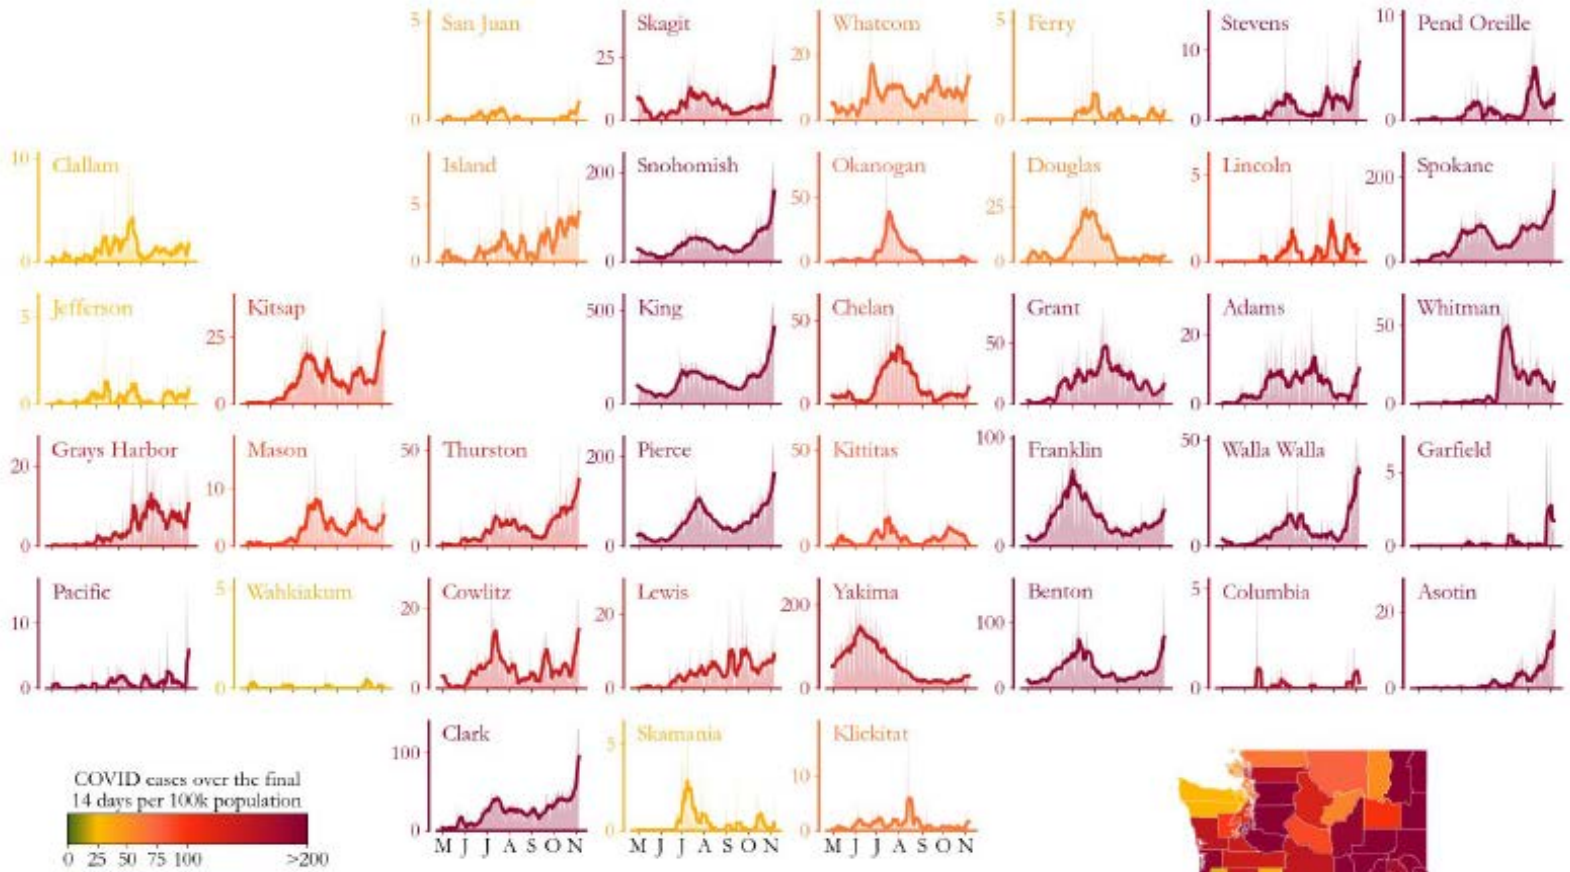 5 San Juan
25 0 Skagit
20 0 Whatcom
5 0 Ferry
10 0 Stevens
10 0 Pend Oreille
0
10 0 Clallam
5 0 Island
200 0 Snohomish
50 0 Okanogan
25 0 Douglas
5 0 Lincoln
200 0 Spokane
5 0 Jefferson
25 0 Kitsap
500 0 King
50 0 Chelan
50 0 Grant
20 0 Adams
50 0 Whitman
20 0 Grays Harbor
10 0 Mason
50 0 Thurston
200 0 Pierce
50 0 Kittitas
100 0 Franklin
50 0 Walla Walla
5 0 Garfield
10 0 Pacific
5 0 Wahkiakum
20 0 Cowlitz
20 0 Lewis
200 0 Yakima
100 0 Benton
5 0 Columbia
20 0 Asotin
100 0 Clark
5 0 Skamania
10 0 Klickitat
M J J A S O N
M J J A S O N
M J J A S O N
COVID cases over the final
14 days per 100k population
0 25 50 75 100 >200